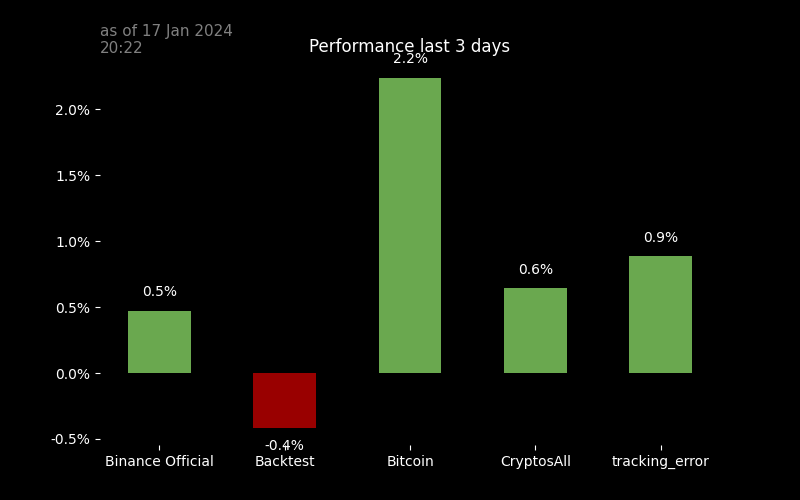 as of 17 Jan 2024
20:22
Performance last 3 days
2.2%
2.0%
1.5%
1.0%
0.9%
0.6%
0.5%
0.5%
0.0%
-0.5%
-0.4%
Binance Official
Backtest
Bitcoin
CryptosAll
tracking_error